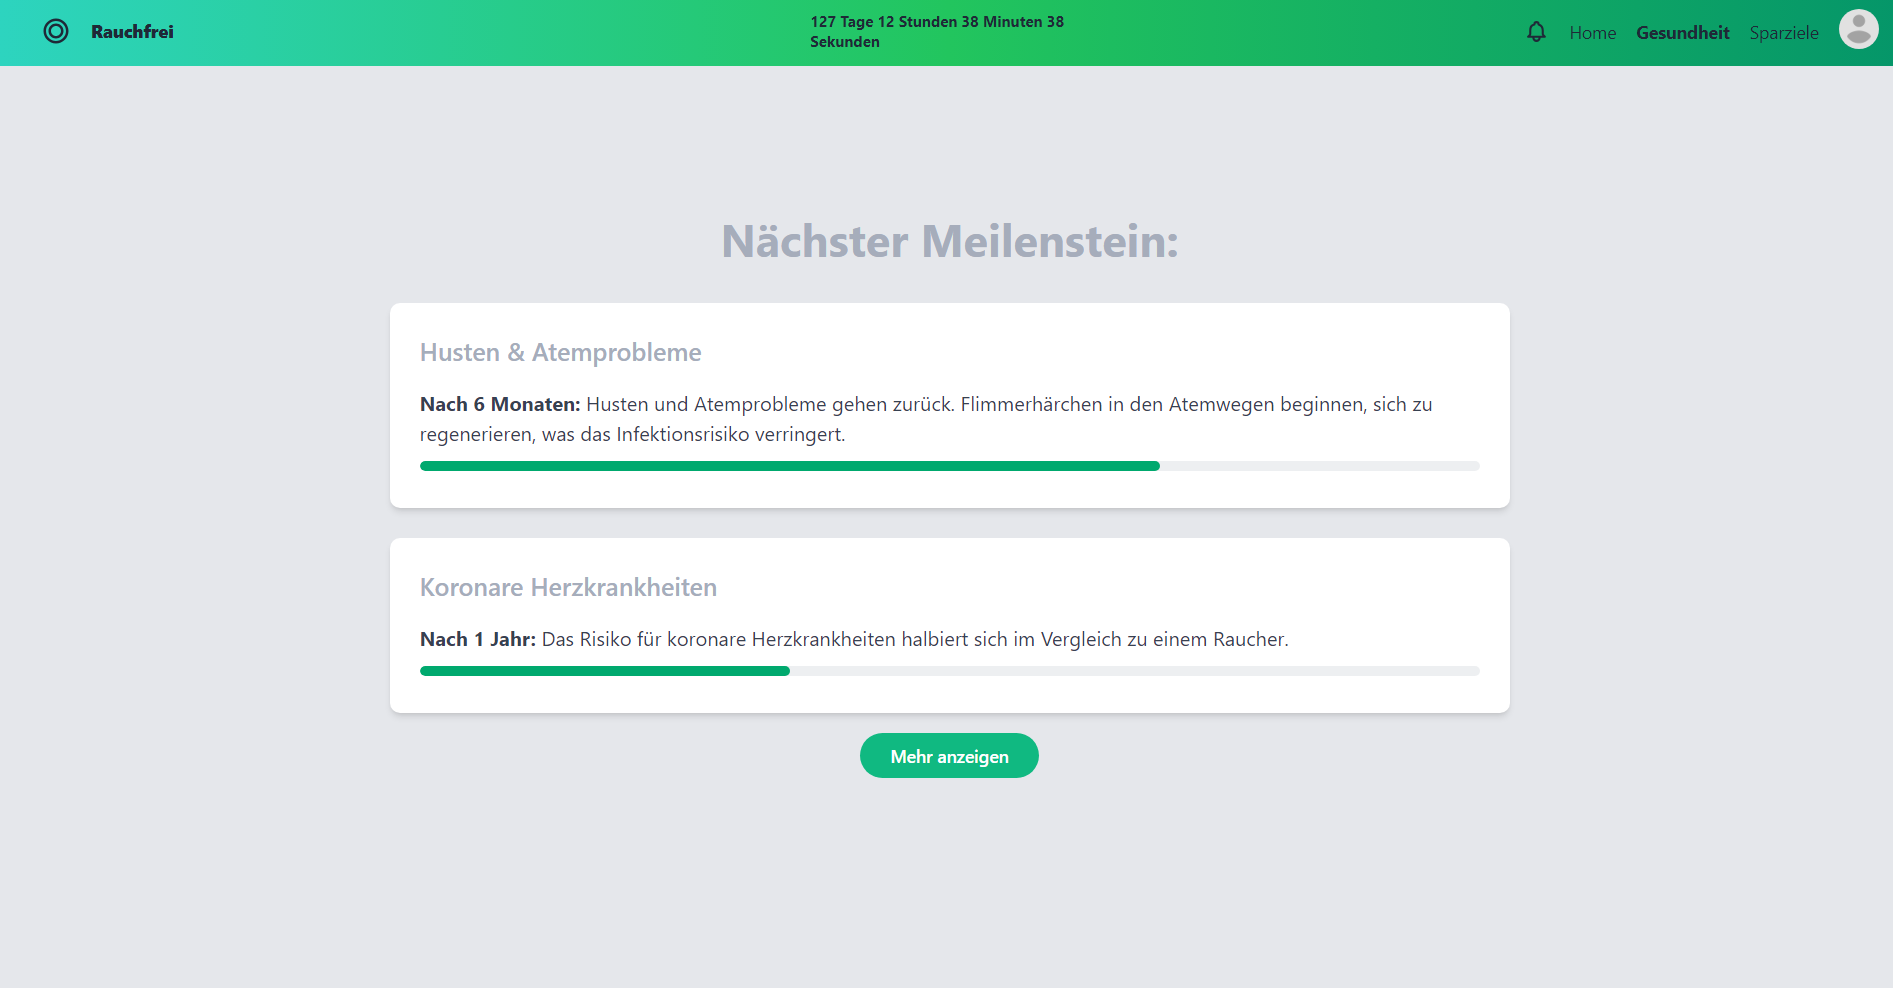 Rauchfrei
127 Tage 12 Stunden 38 Minuten 38
Sekunden
Home Gesundheit Sparziele
Nächster Meilenstein:
Husten & Atemprobleme
Nach 6 Monaten: Husten und Atemprobleme gehen zurück. Flimmerhärchen in den Atemwegen beginnen, sich zu
regenerieren, was das Infektionsrisiko verringert.
Koronare Herzkrankheiten
Nach 1 Jahr: Das Risiko für koronare Herzkrankheiten halbiert sich im Vergleich zu einem Raucher.
Mehr anzeigen